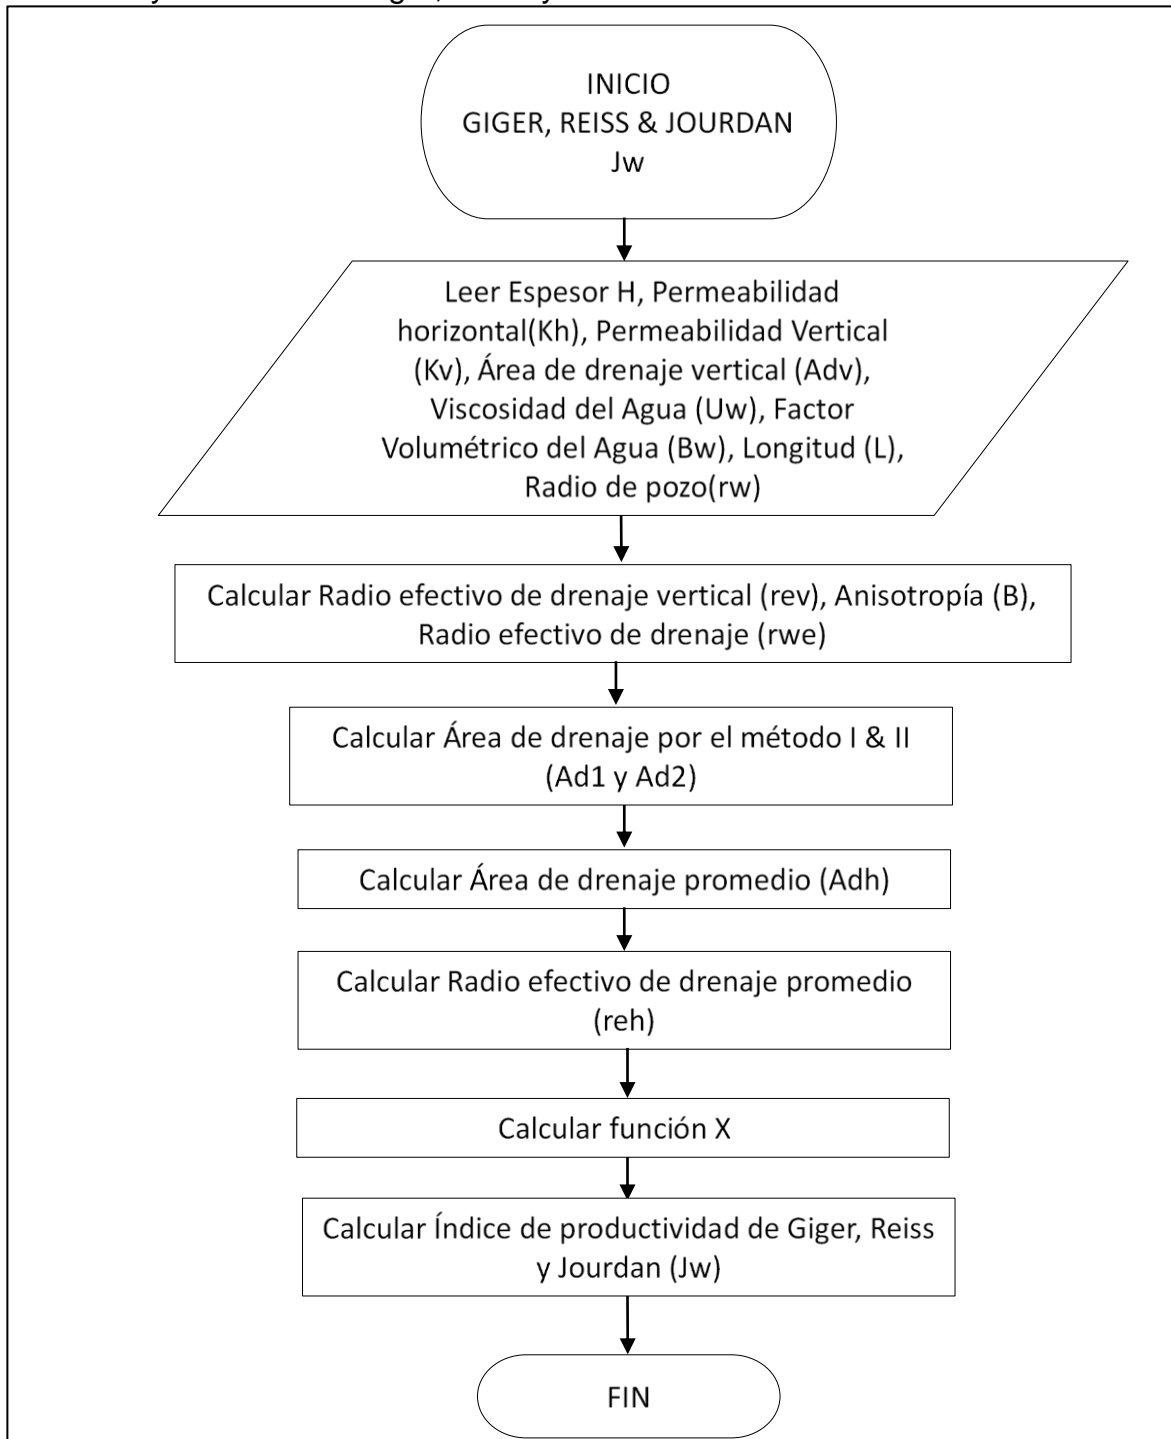 INICIO
GIGER, REISS & JOURDAN
Jw
Leer Espesor H, Permeabilidad
horizontal(Kh), Permeabilidad Vertical
(Kv), Área de drenaje vertical (Adv),
Viscosidad del Agua (Uw), Factor
Volumétrico del Agua (Bw), Longitud (L),
Radio de pozo(rw)
Calcular Radio efectivo de drenaje vertical (rev), Anisotropía (B),
Radio efectivo de drenaje (rwe)
Calcular Área de drenaje por el método I & II
(Ad1 y Ad2)
Calcular Área de drenaje promedio (Adh)
Calcular Radio efectivo de drenaje promedio
(reh)
Calcular función X
Calcular Índice de productividad de Giger, Reiss
y Jourdan (Jw)
FIN